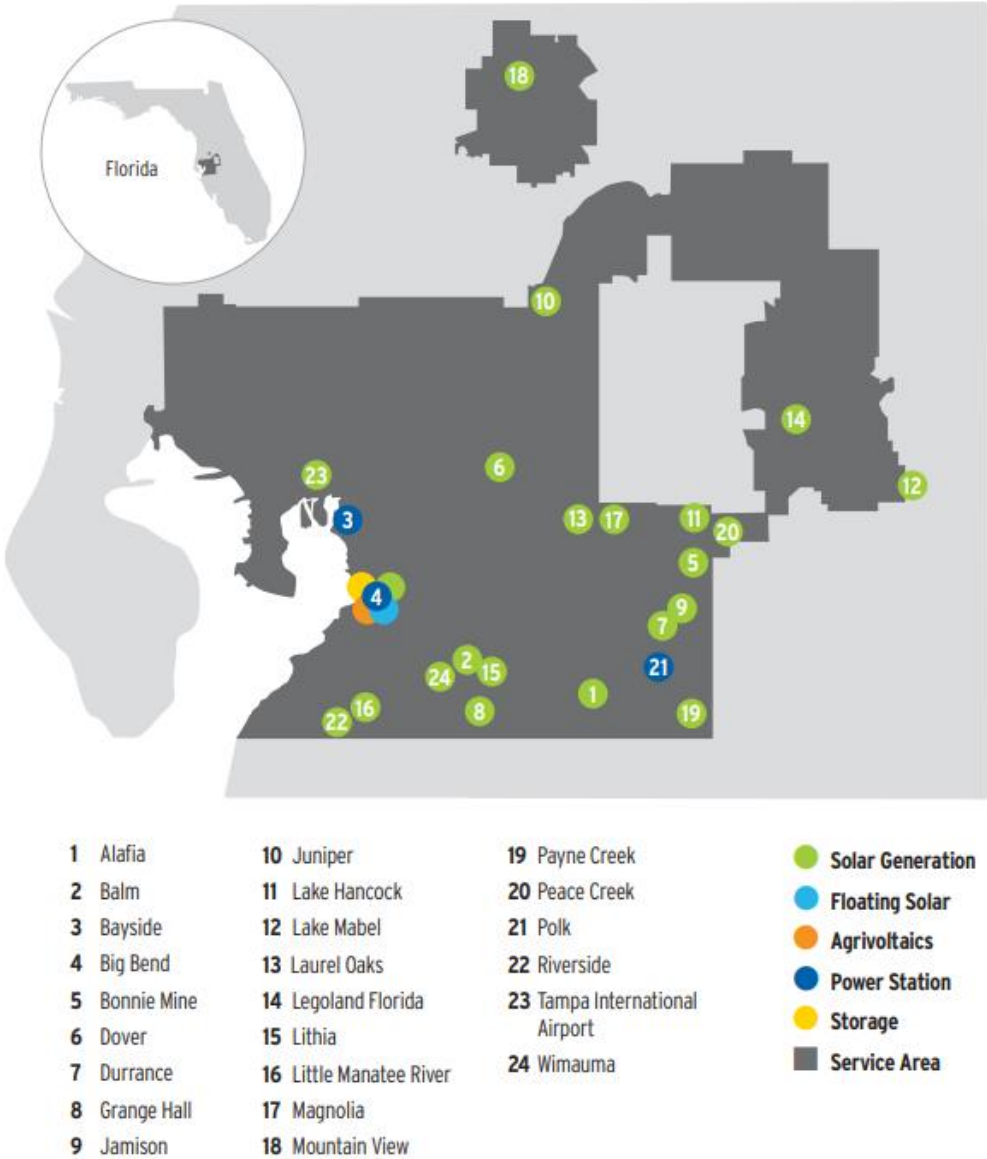 Florida
18
10
14
12
6
23
3
13
17
11
20
5
4
9
7
21
2
15
24
1
16
8
19
22
1 Alafia
2 Balm
3 Bayside
4 Big Bend
5 Bonnie Mine
6 Dover
7 Durrance
8 Grange Hall
9 Jamison
10 Juniper
11 Lake Hancock
12 Lake Mabel
13 Laurel Oaks
14 Legoland Florida
15 Lithia
16 Little Manatee River
17 Magnolia
18 Mountain View
19 Payne Creek
20 Peace Creek
21 Polk
22 Riverside
23 Tampa International
Airport
24 Wimauma
Solar Generation
Floating Solar
Agrivoltaics
Power Station
Storage
Service Area